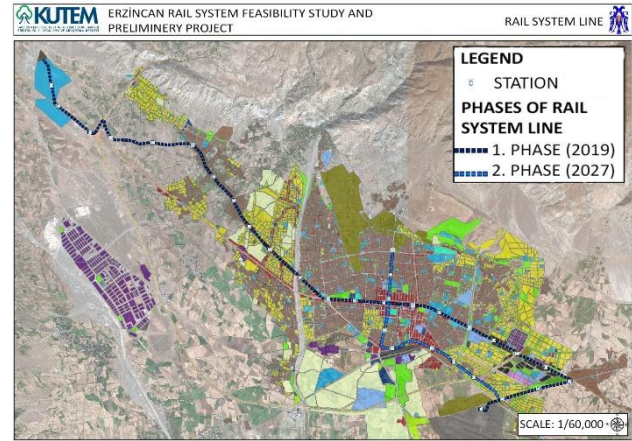 KUTEM
ERZİNCAN RAIL SYSTEM FEASIBILITY STUDY AND
PRELIMINERY PROJECT
RAIL SYSTEM LINE
LEGEND
STATION
PHASES OF RAIL
SYSTEM LINE
1. PHASE (2019)
2. PHASE (2027)
SCALE: 1/60,000